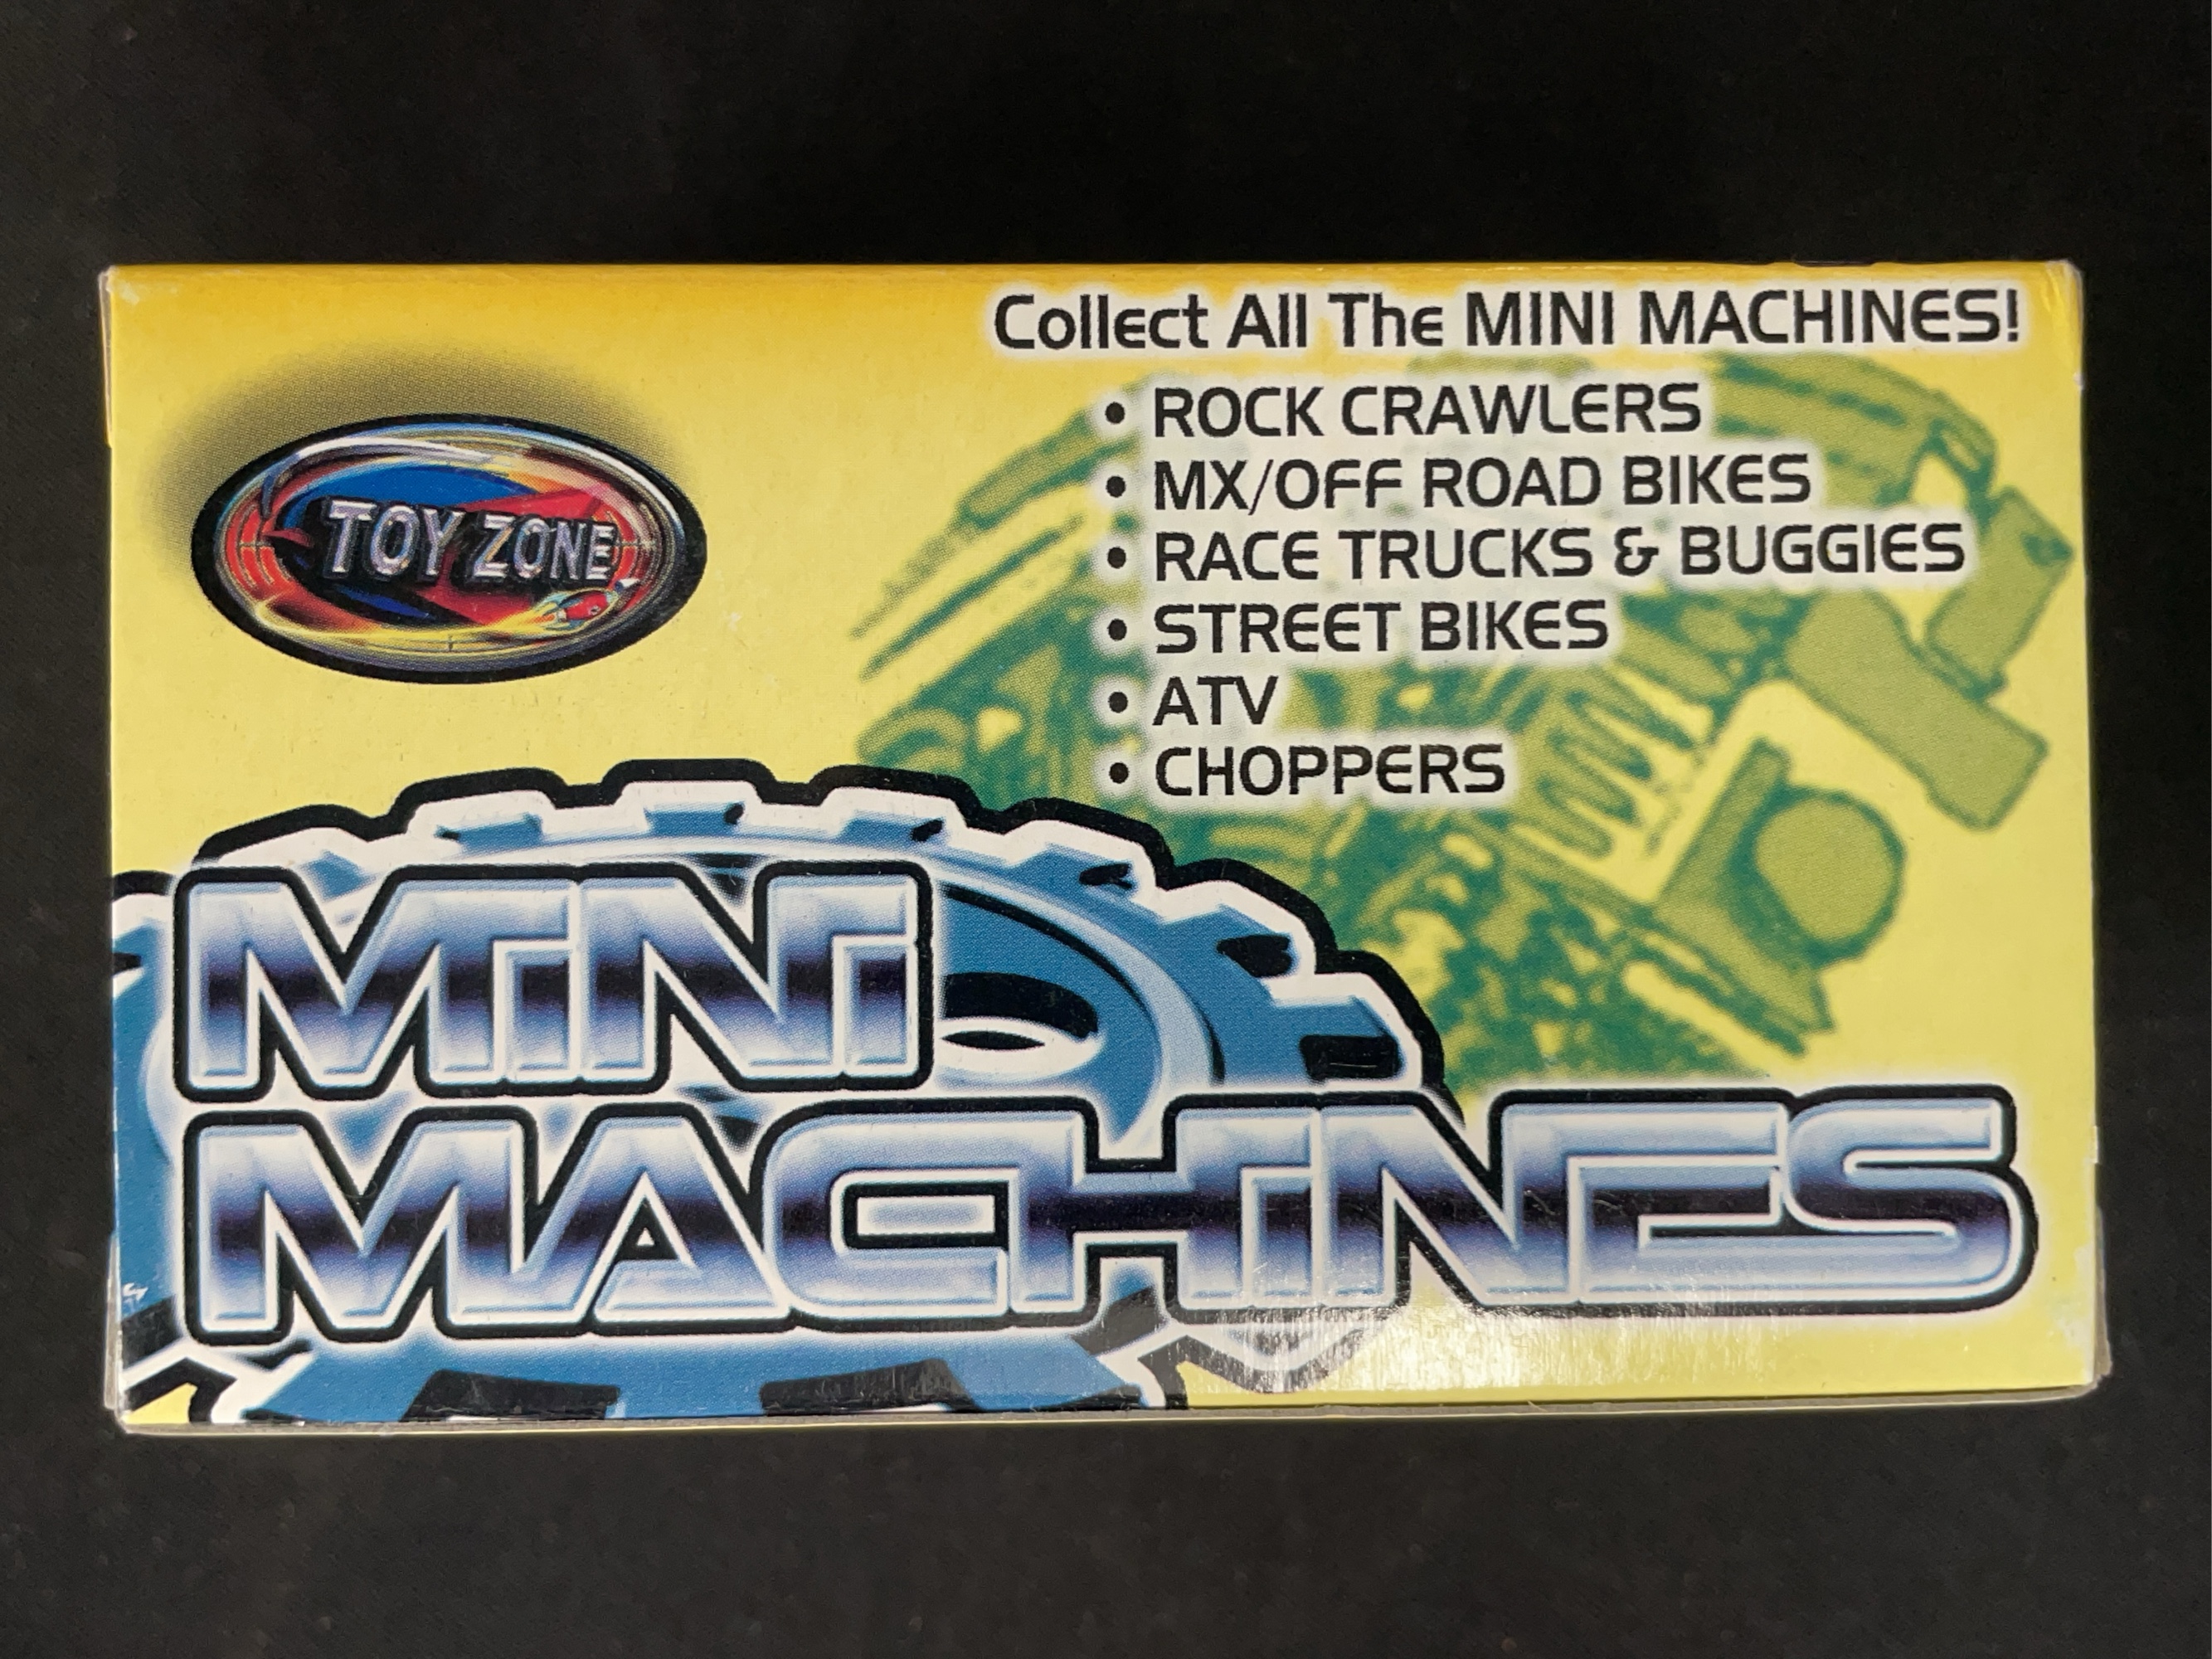 Collect All The MINI MACHINES!
• ROCK CRAWLERS
• MX/OFF ROAD BIKES
• RACE TRUCKS & BUGGIES
• STREET BIKES
• ATV
• CHOPPERS
TOY ZONE
MINI
MACHINES